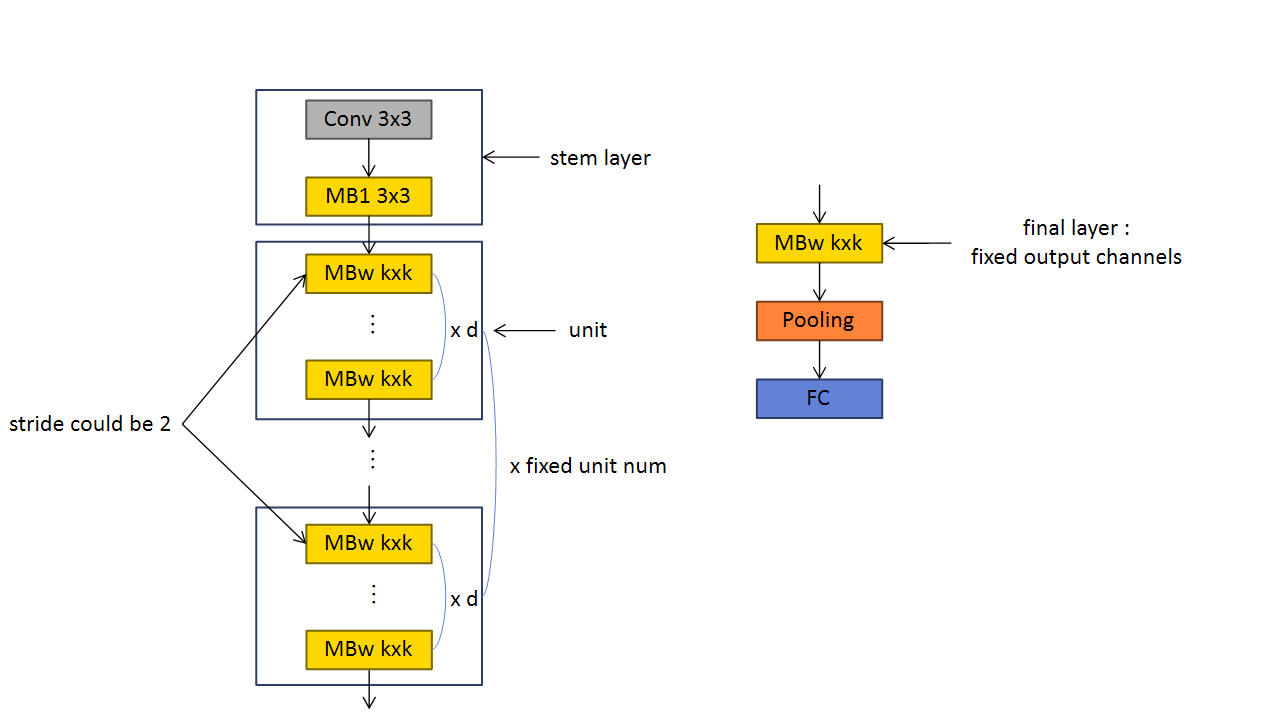 Conv 3x3
MB1 3x3
stem layer
MBw kxk
⋮
MBw kxk
x d
unit
stride could be 2
⋮
x fixed unit num
MBw kxk
⋮
MBw kxk
x d
MBw kxk
final layer :
fixed output channels
Pooling
FC